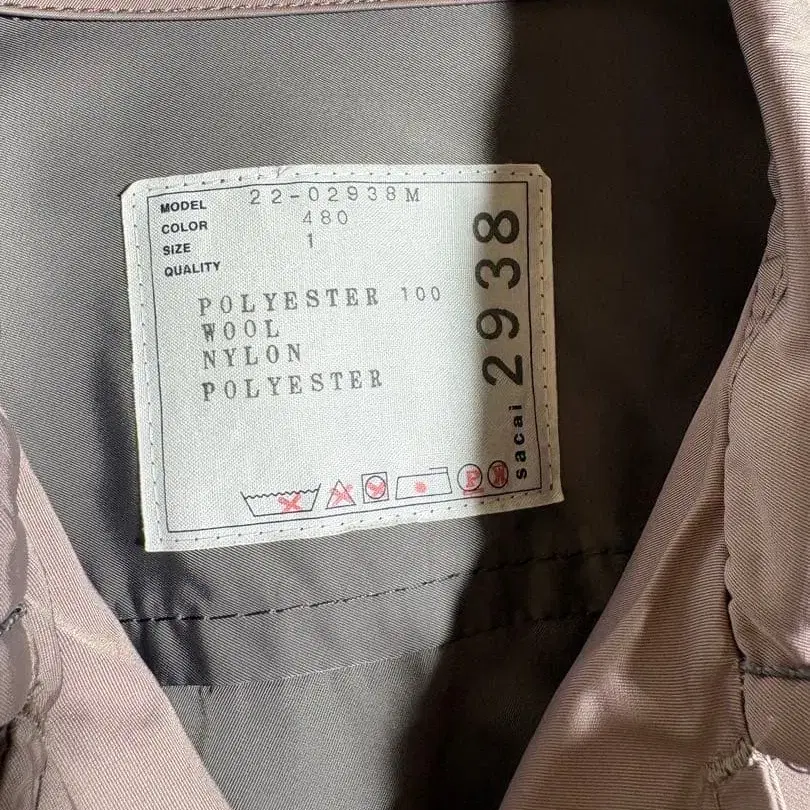 MODEL 22-02938M
COLOR 480
SIZE 1
QUALITY
POLYESTER 100
WOOL
NYLON
POLYESTER
sacai 2938
P W